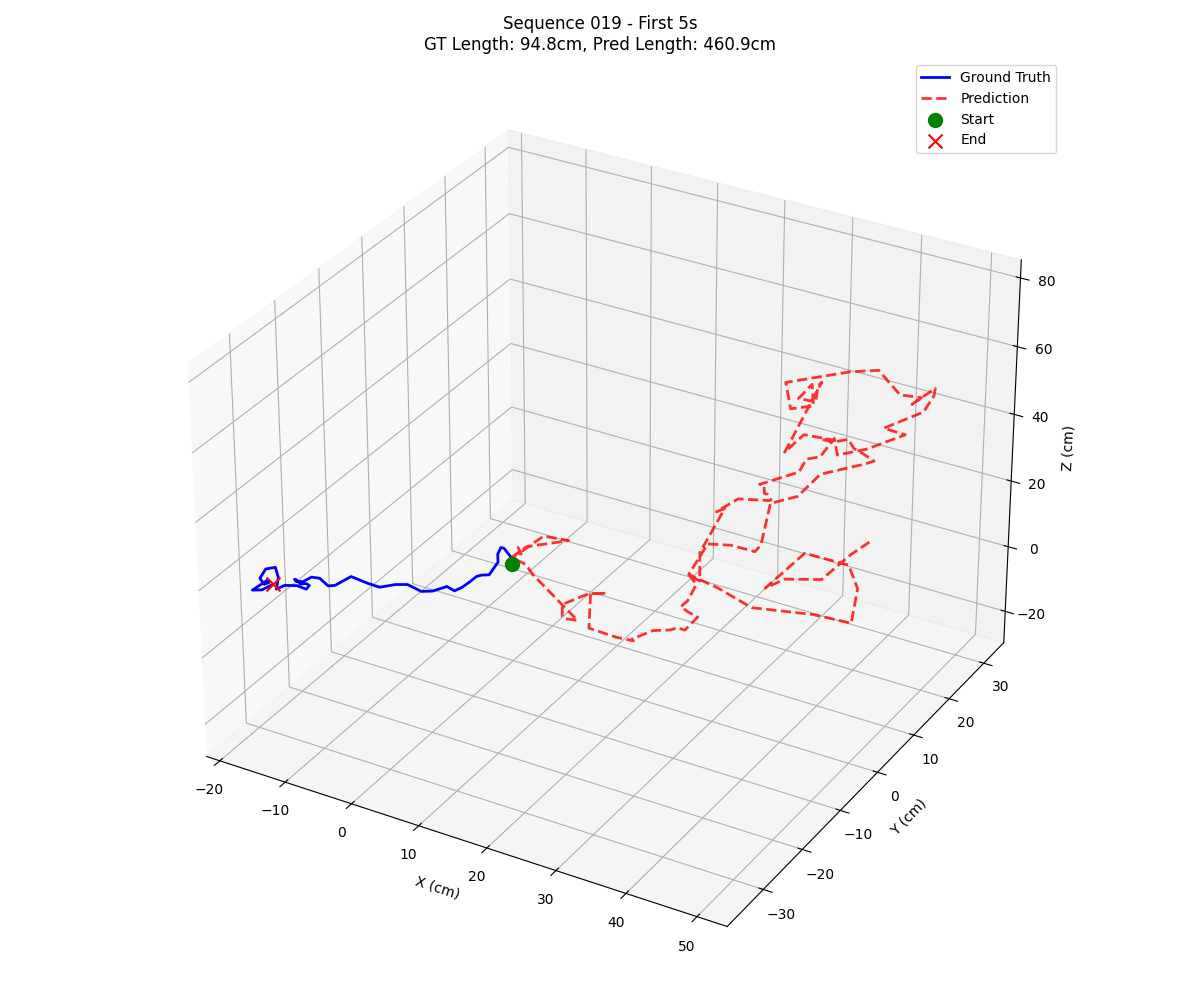 Sequence 019 - First 5s
GT Length: 94.8cm, Pred Length: 460.9cm
Ground Truth
Prediction
Start
End
80
60
40
20
0
−20
Z (cm)
30
20
10
0
−10
−20
−30
Y (cm)
−20
−10
0
10
20
30
40
50
X (cm)